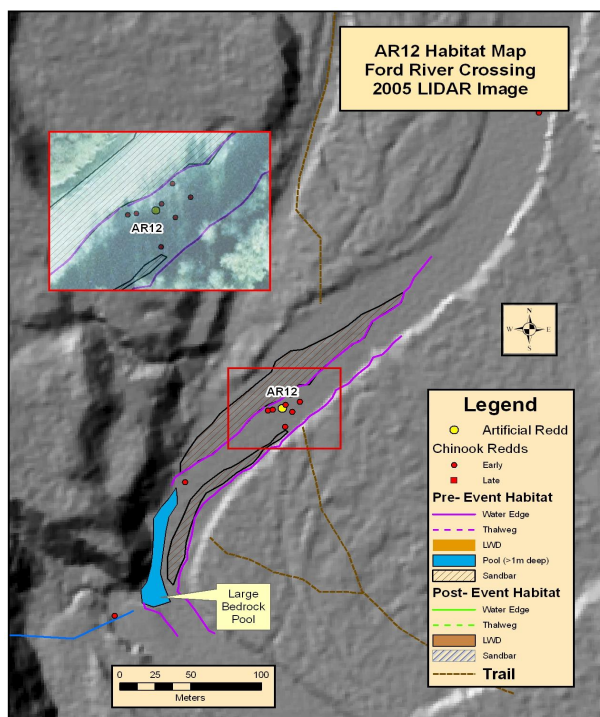 AR12 Habitat Map
Ford River Crossing
2005 LIDAR Image
AR12
N
W E
S
AR12
Legend
Artificial Redd
Chinook Redds
Early
Late
Pre- Event Habitat
Water Edge
Thalweg
LWD
Pool (>1m deep)
Sandbar
Post- Event Habitat
Water Edge
Thalweg
LWD
Sandbar
Trail
Large
Bedrock
Pool
0 25 50 100
Meters